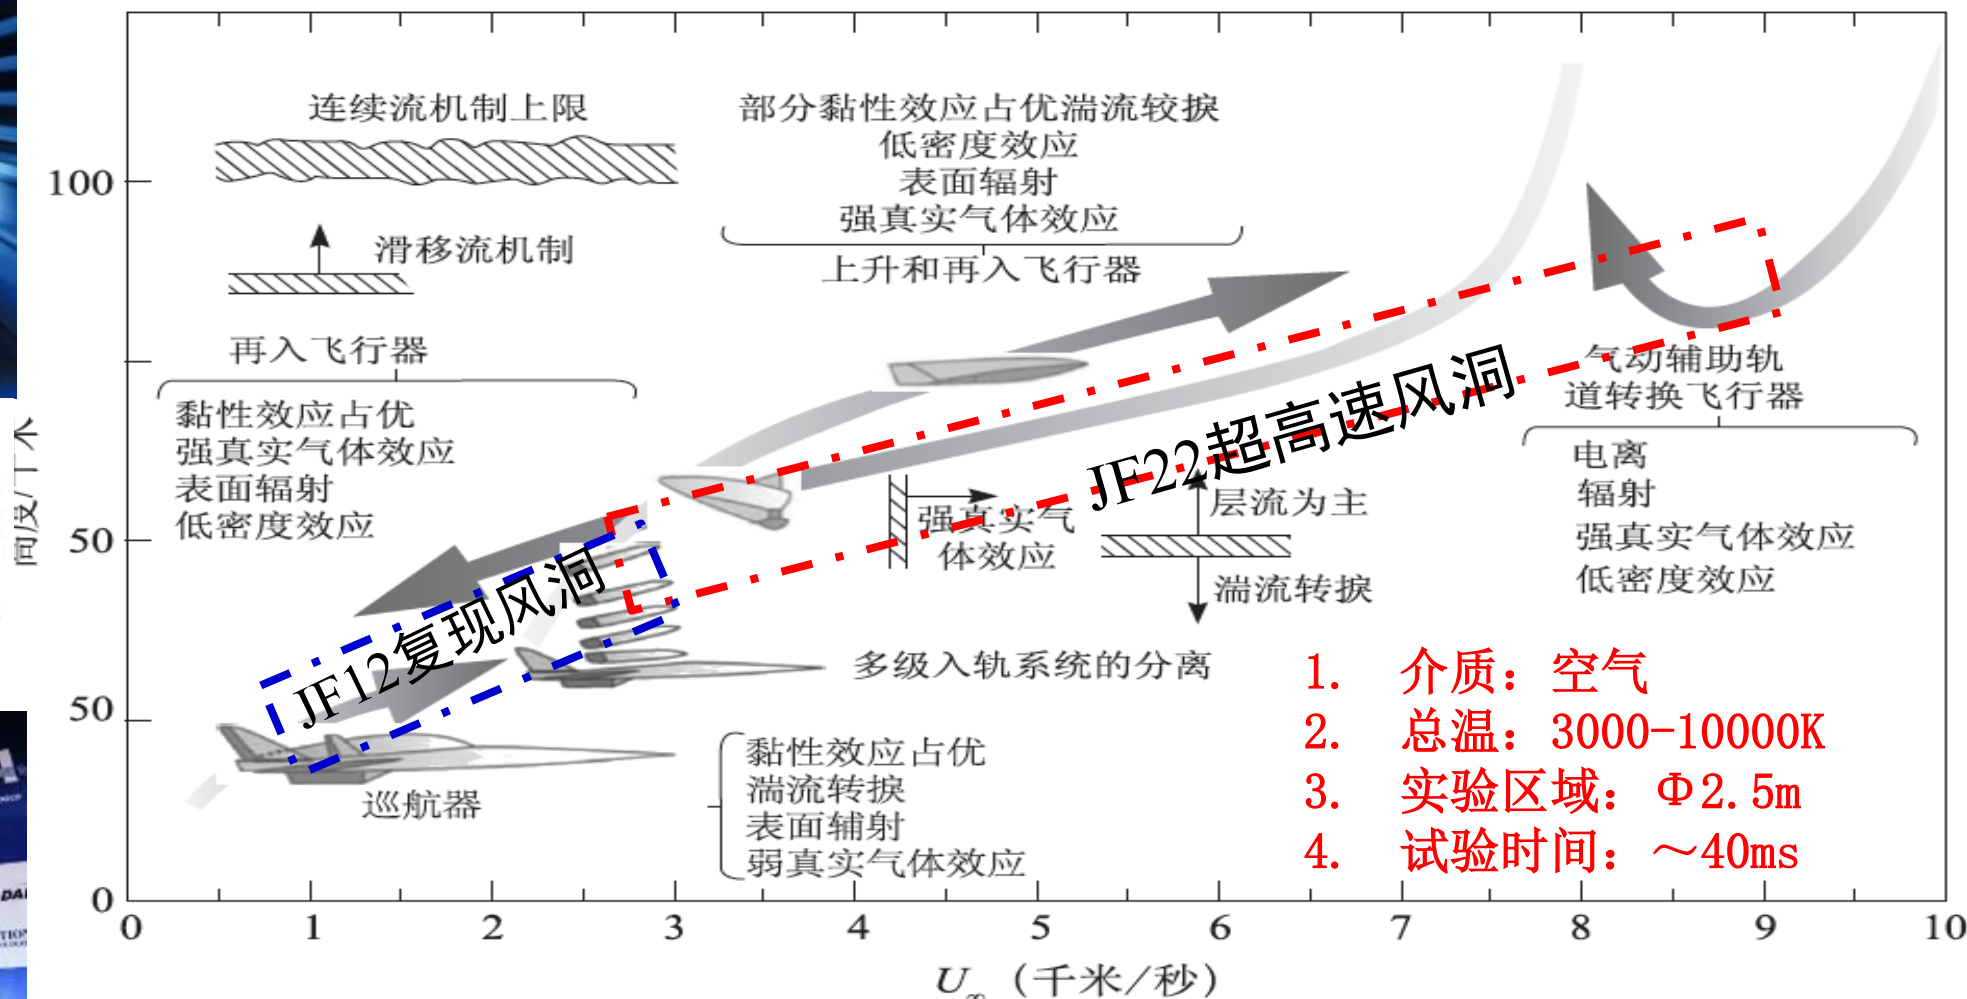 连续流机制上限
滑移流机制
部分黏性效应占优湍流较捩
低密度效应
表面辐射
强真实气体效应
上升和再入飞行器
再入飞行器
黏性效应占优
强真实气体效应
表面辐射
低密度效应
气动辅助轨
道转换飞行器
电离
辐射
强真实气体效应
低密度效应
JF22超高速风洞
强真实气
体效应
层流为主
湍流转捩
JF12复现风洞
多级入轨系统的分离
巡航器
黏性效应占优
湍流转捩
表面辅射
弱真实气体效应
1. 介质：空气
2. 总温：3000-10000K
3. 实验区域：Φ2.5m
4. 试验时间：～40ms
高度/千米
100
50
50
0
0 1 2 3 4 5 6 7 8 9 10
U∞（千米/秒）
DAI
TION